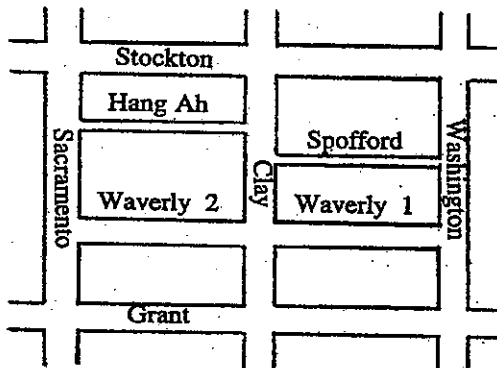 Stockton
Hang Ah
Spofford
Sacramento
Clay
Washington
Waverly 2
Waverly 1
Grant